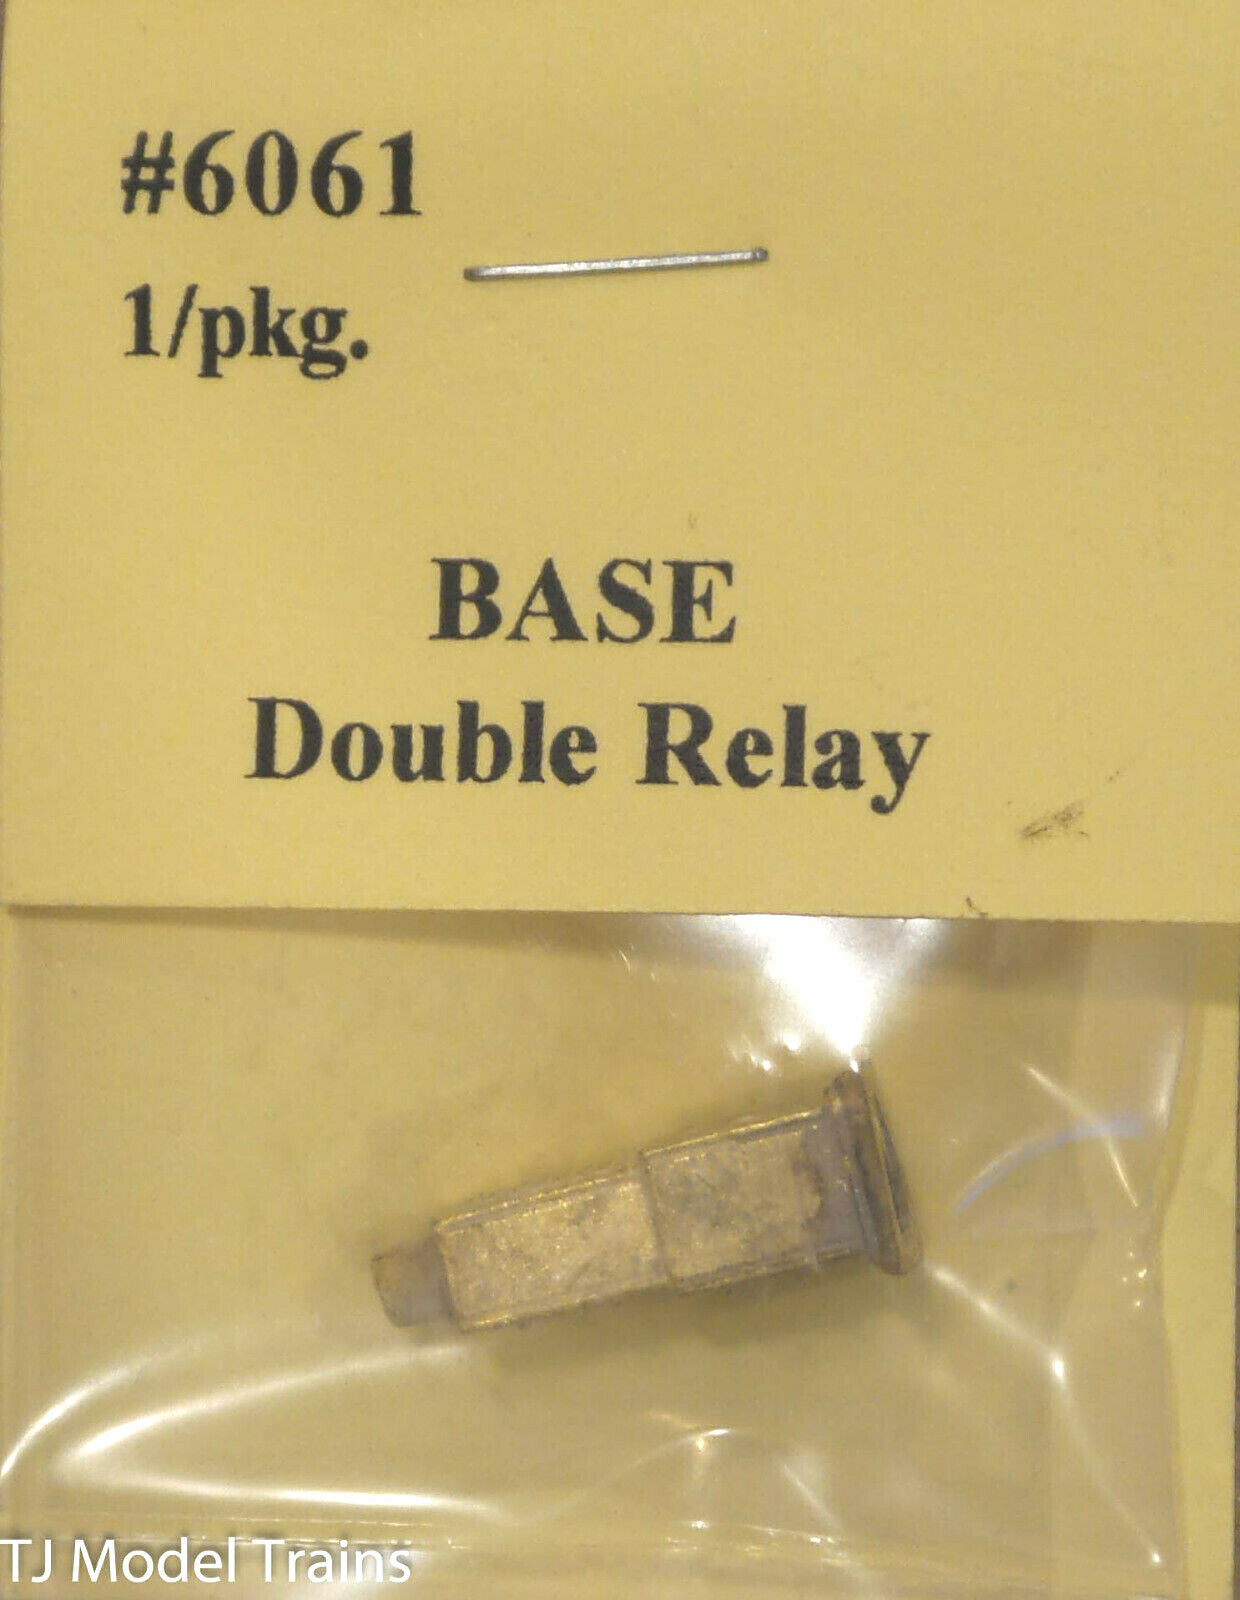 #6061
1/pkg.
BASE
Double Relay
TJ Model Trains